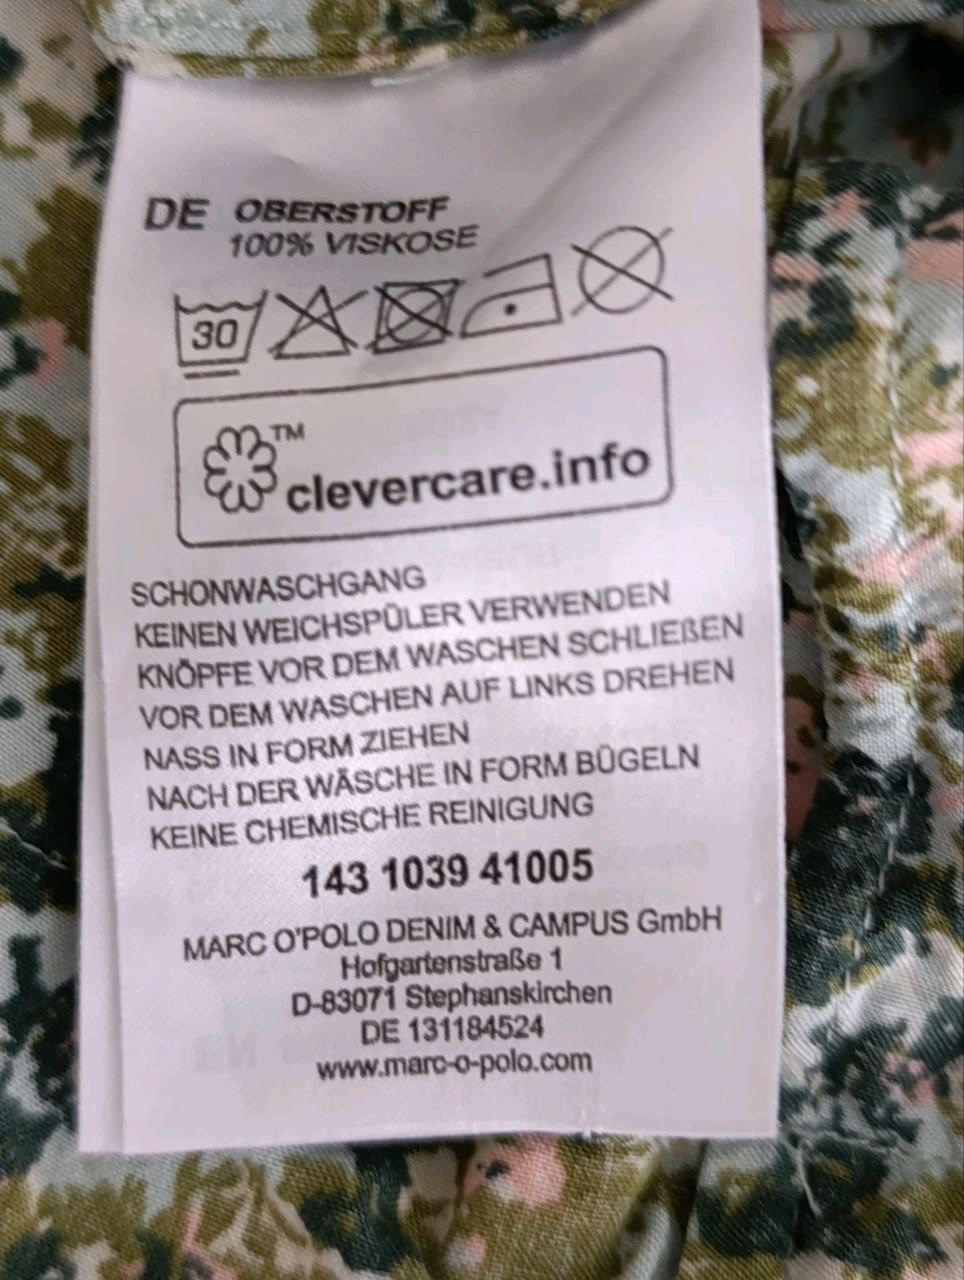 DE OBERSTOFF
100% VISKOSE
30
TM
clevercare.info
SCHONWASCHGANG
KEINEN WEICHSPÜLER VERWENDEN
KNÖPFE VOR DEM WASCHEN SCHLIEßEN
VOR DEM WASCHEN AUF LINKS DREHEN
NASS IN FORM ZIEHEN
NACH DER WÄSCHE IN FORM BÜGELN
KEINE CHEMISCHE REINIGUNG
143 1039 41005
MARC O'POLO DENIM & CAMPUS GmbH
Hofgartenstraße 1
D-83071 Stephanskirchen
DE 131184524
www.marc-o-polo.com